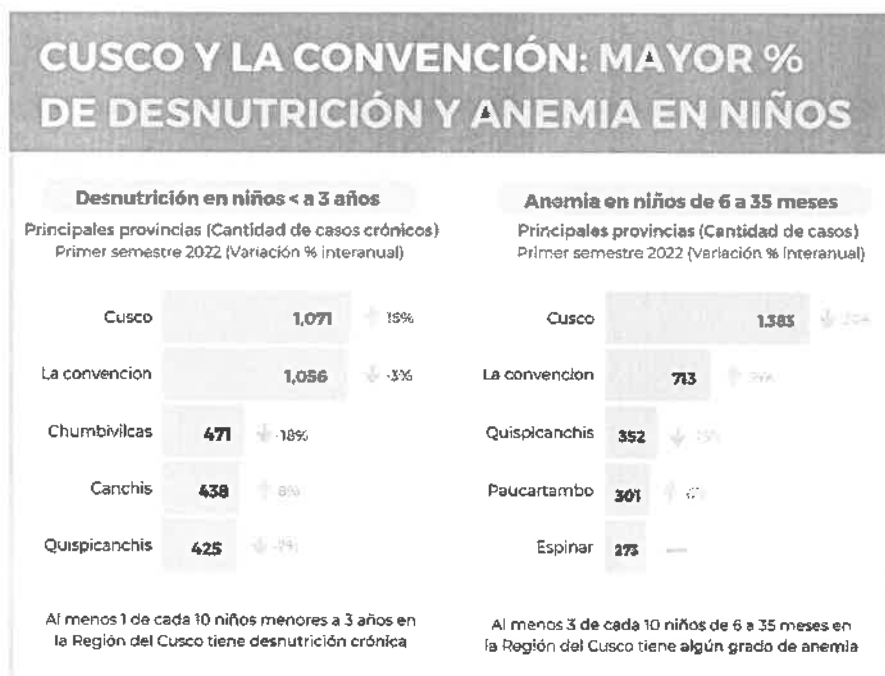 CUSCO Y LA CONVENCIÓN: MAYOR %
DE DESNUTRICIÓN Y ANEMIA EN NIÑOS
Desnutrición en niños < a 3 años
Principales provincias (Cantidad de casos crónicos)
Primer semestre 2022 (Variación % interanual)
Cusco 1,071 15%
La convencion 1,056 -3%
Chumbivilcas 471 -18%
Canchis 438 8%
Quispicanchis 425
Al menos 1 de cada 10 niños menores a 3 años en
la Región del Cusco tiene desnutrición crónica
Anemia en niños de 6 a 35 meses
Principales provincias (Cantidad de casos)
Primer semestre 2022 (Variación % interanual)
Cusco 1,383
La convencion 713
Quispicanchis 352
Paucartambo 301
Espinar 273 —
Al menos 3 de cada 10 niños de 6 a 35 meses en
la Región del Cusco tiene algún grado de anemia